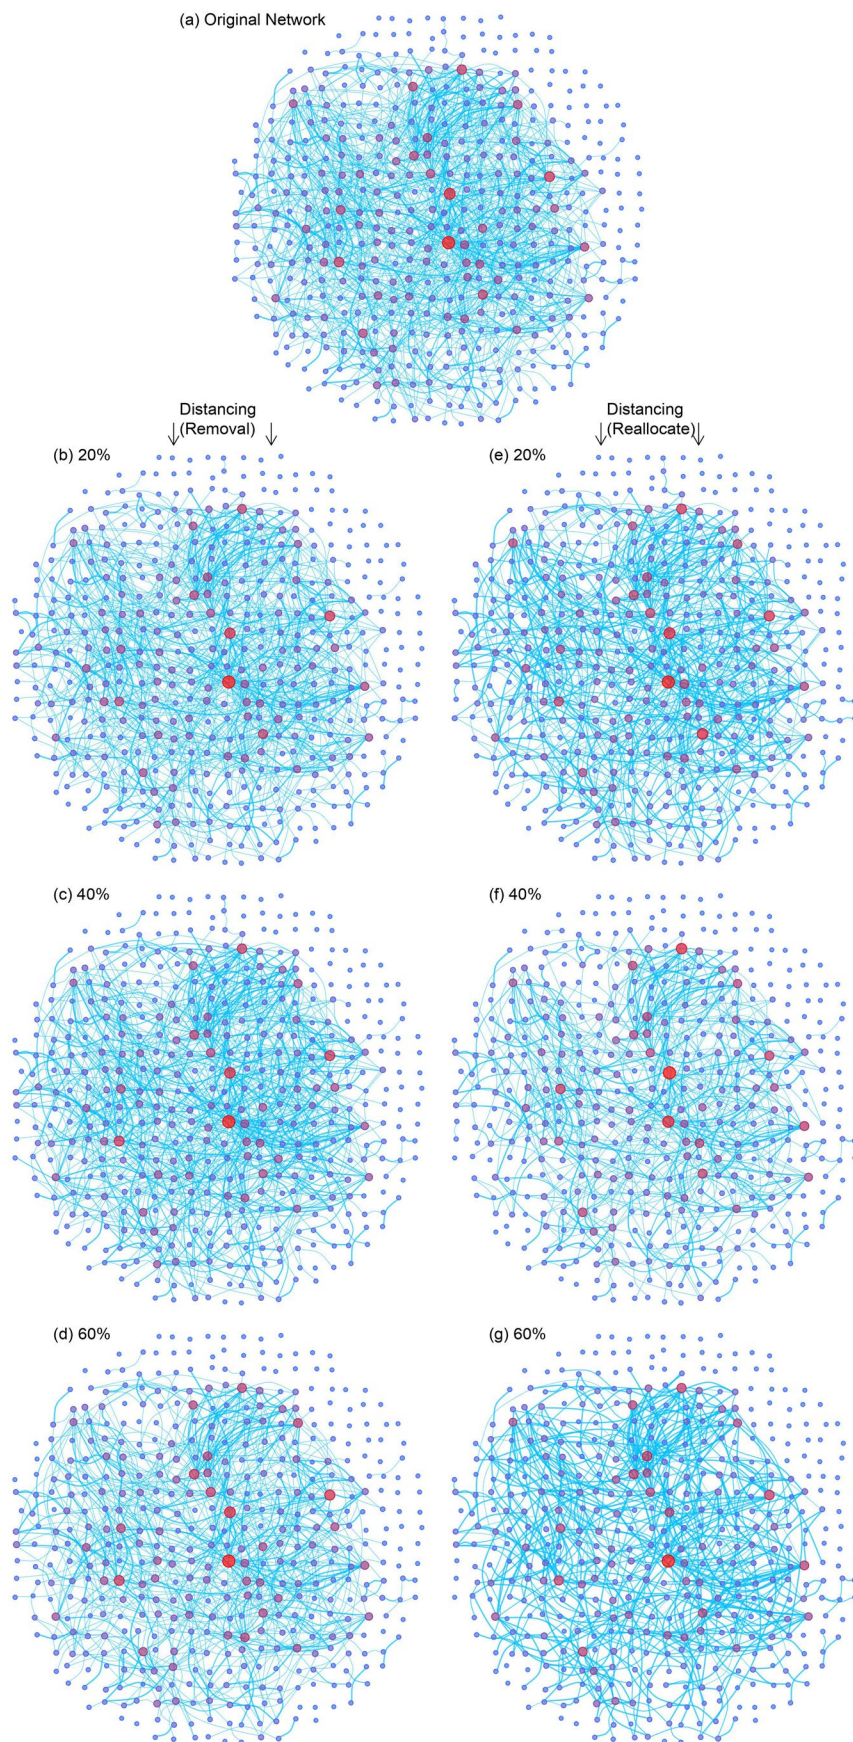 (a) Original Network
Distancing
(Removal)
Distancing
(Reallocate)
(b) 20%
(e) 20%
(c) 40%
(f) 40%
(d) 60%
(g) 60%